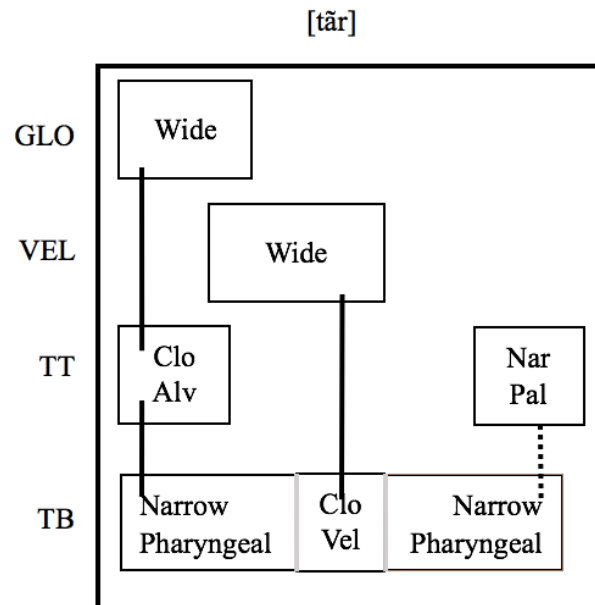 [tãr]
GLO
Wide
VEL
Wide
TT
Clo
Alv
Nar
Pal
TB
Narrow
Pharyngeal
Clo
Vel
Narrow
Pharyngeal